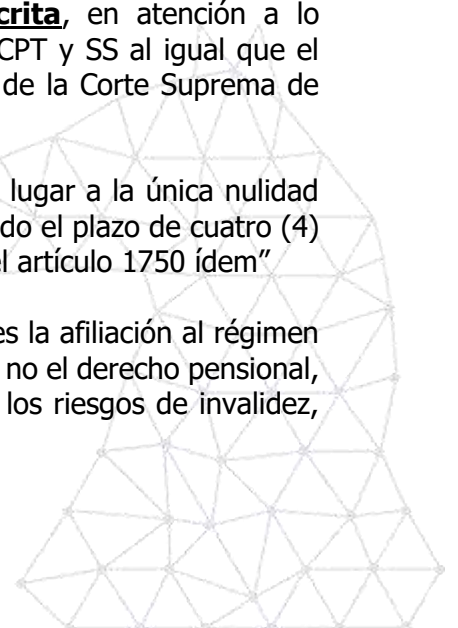 crita, en atención a lo
CPT y SS al igual que el
de la Corte Suprema de
lugar a la única nulidad
do el plazo de cuatro (4)
el artículo 1750 ídem”
es la afiliación al régimen
no el derecho pensional,
los riesgos de invalidez,